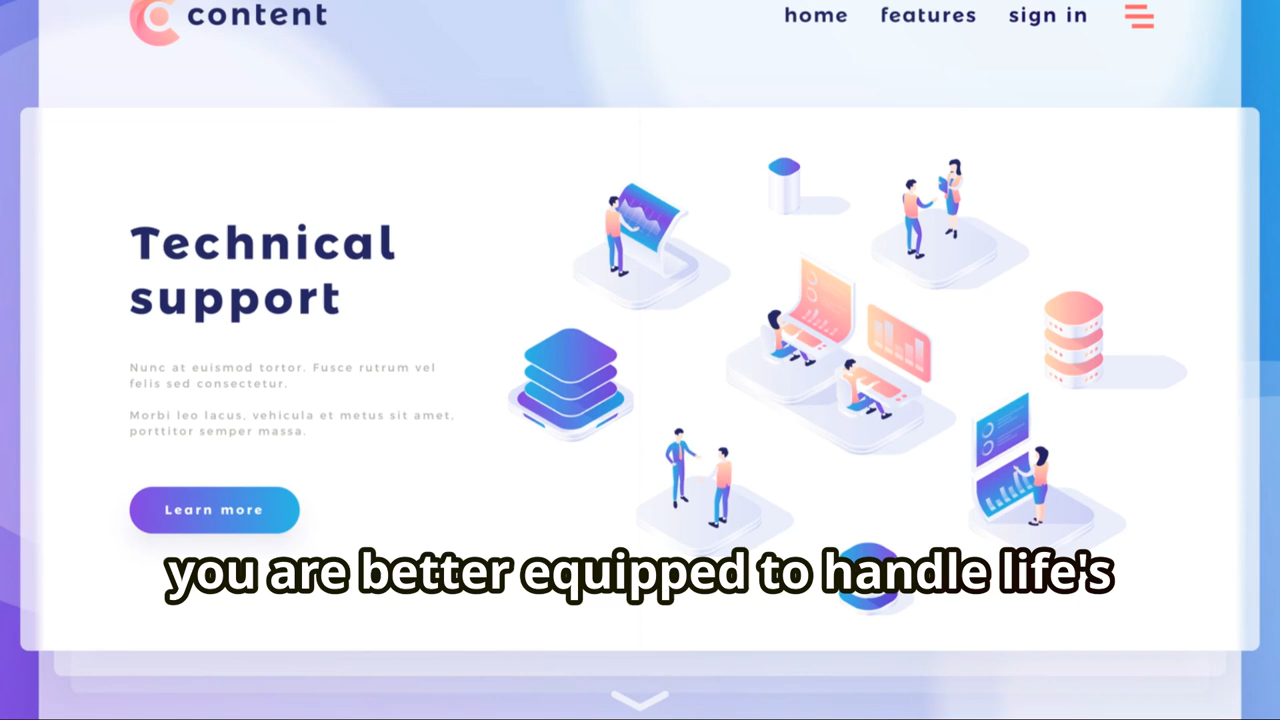 content
home features sign in
Technical
support
Nunc at euismod tortor. Fusce rutrum vel
felis sed consectetur.
Morbi leo lacus, vehicula et metus sit amet,
porttitor semper massa.
Learn more
you are better equipped to handle life's